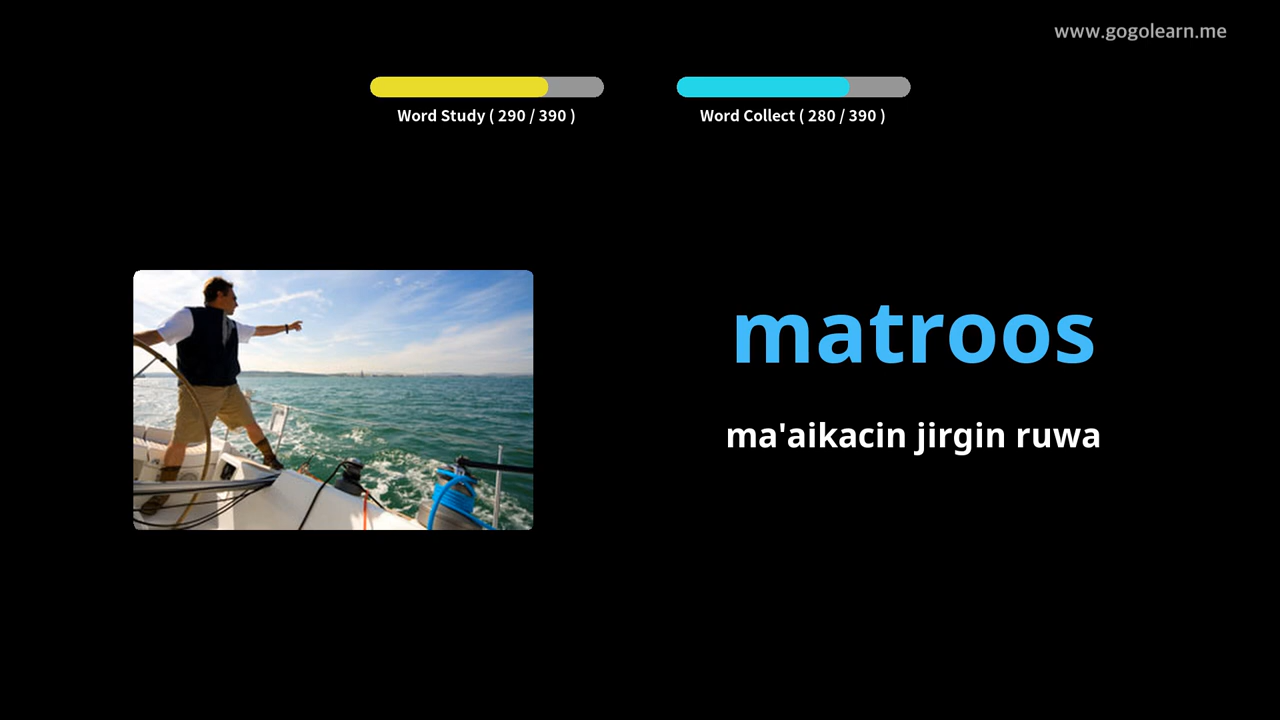 www.gogolearn.me
Word Study ( 290 / 390 )
Word Collect ( 280 / 390 )
matroos
ma'aikacin jirgin ruwa